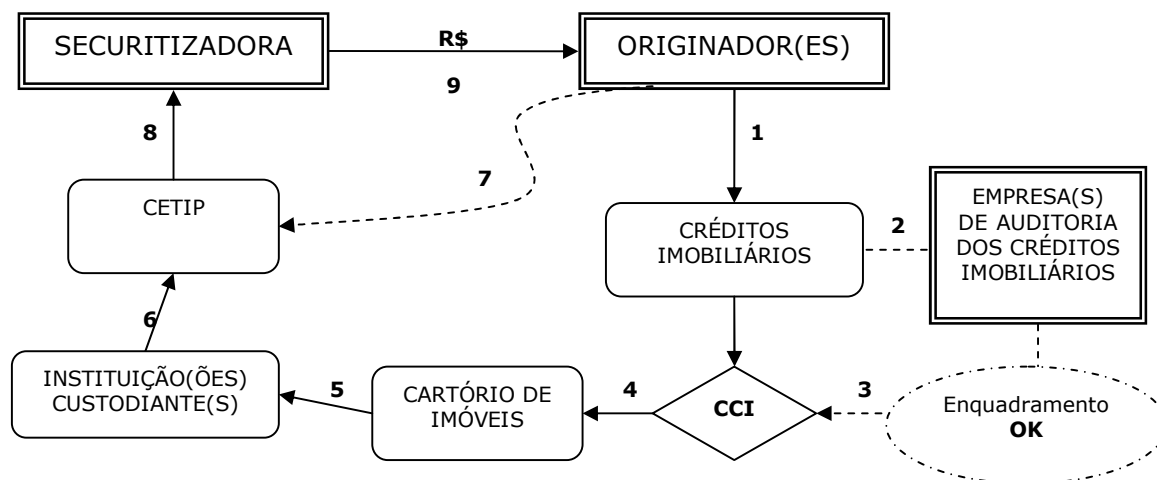 SECURITIZADORA
R$
9
ORIGINADOR(ES)
8
7
1
CETIP
CRÉDITOS
IMOBILIÁRIOS
2
EMPRESA(S)
DE AUDITORIA
DOS CRÉDITOS
IMOBILIÁRIOS
6
INSTITUIÇÃO(ÕES)
CUSTODIANTE(S)
5
CARTÓRIO DE
IMÓVEIS
4
CCI
3
Enquadramento
OK